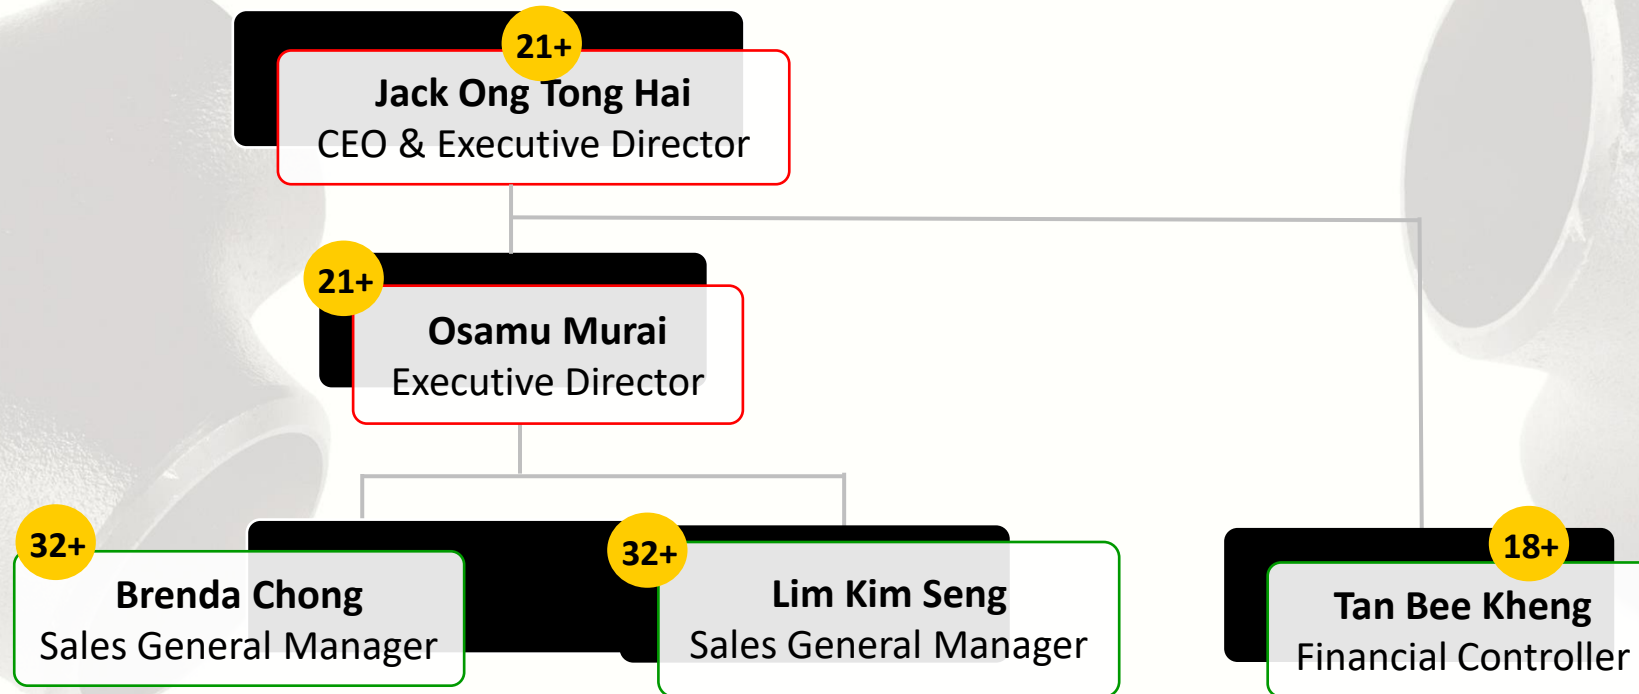 21+
Jack Ong Tong Hai
CEO & Executive Director
21+
Osamu Murai
Executive Director
32+
Brenda Chong
Sales General Manager
32+
Lim Kim Seng
Sales General Manager
18+
Tan Bee Kheng
Financial Controller